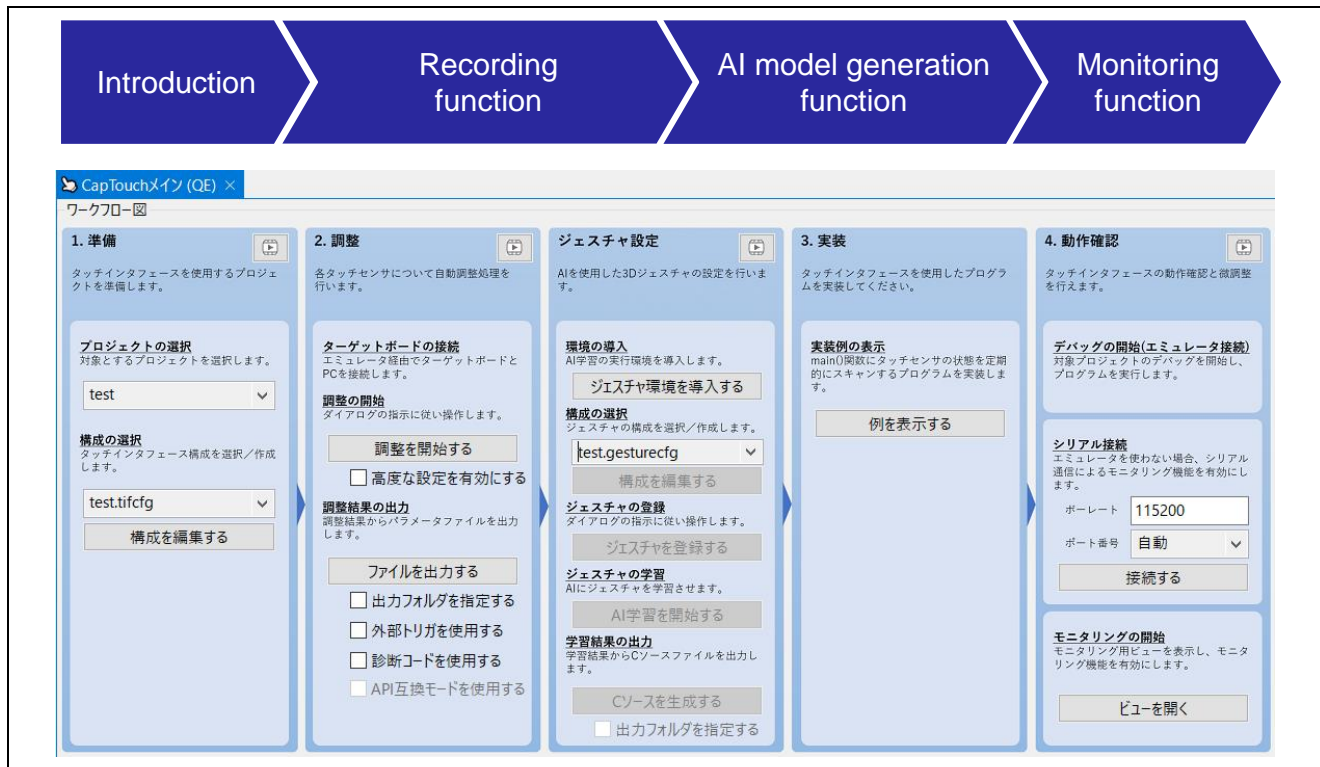 Introduction
Recording
function
AI model generation
function
Monitoring
function
CapTouchメイン (QE)
ワークフロー図
1. 準備
タッチインタフェースを使用するプロジェ
クトを準備します。
プロジェクトの選択
対象とするプロジェクトを選択します。
test
構成の選択
タッチインタフェース構成を選択／作成
します。
test.tifcfg
構成を編集する
2. 調整
各タッチセンサについて自動調整処理を
行います。
ターゲットボードの接続
エミュレータ経由でターゲットボードと
PCを接続します。
調整の開始
ダイアログの指示に従い操作します。
調整を開始する
高度な設定を有効にする
調整結果の出力
調整結果からパラメータファイルを出力
します。
ファイルを出力する
出力フォルダを指定する
外部トリガを使用する
診断コードを使用する
API互換モードを使用する
ジェスチャ設定
AIを使用した3Dジェスチャの設定を行いま
す。
環境の導入
AI学習の実行環境を導入します。
ジェスチャ環境を導入する
構成の選択
ジェスチャの構成を選択／作成します。
test.gesturecfg
構成を編集する
ジェスチャの登録
ダイアログの指示に従い操作します。
ジェスチャを登録する
ジェスチャの学習
AIにジェスチャを学習させます。
AI学習を開始する
学習結果の出力
学習結果からCソースファイルを出力し
ます。
Cソースを生成する
出力フォルダを指定する
3. 実装
タッチインタフェースを使用したプログラ
ムを実装してください。
実装例の表示
main()関数にタッチセンサの状態を定期
的にスキャンするプログラムを実装しま
す。
例を表示する
4. 動作確認
タッチインタフェースの動作確認と微調整
を行えます。
デバッグの開始(エミュレータ接続)
対象プロジェクトのデバッグを開始し、
プログラムを実行します。
シリアル接続
エミュレータを使わない場合、シリアル
通信によるモニタリング機能を有効にし
ます。
ボーレート 115200
ポート番号 自動
接続する
モニタリングの開始
モニタリング用ビューを表示し、モニタ
リング機能を有効にします。
ビューを開く